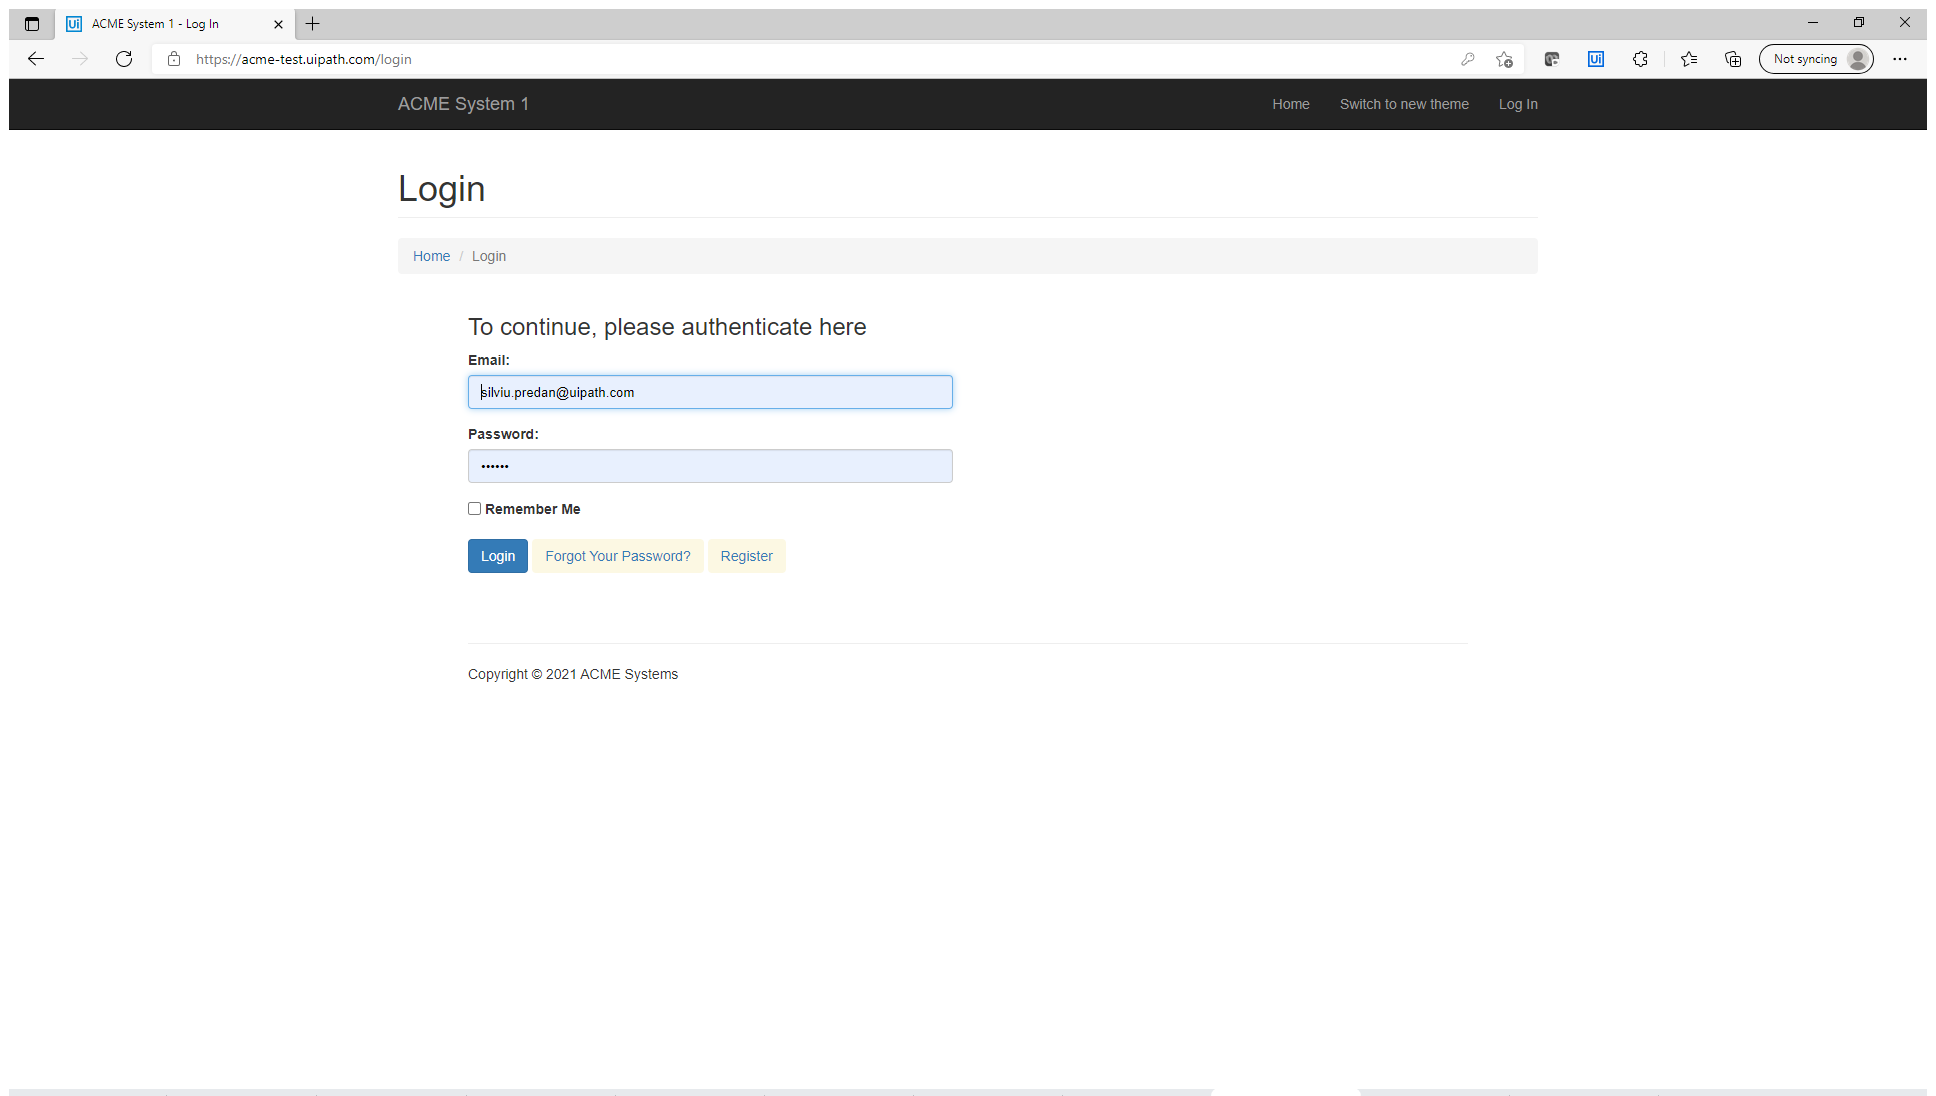 Ui ACME System 1 - Log In
https://acme-test.uipath.com/login
Ui
Not syncing
ACME System 1
Home Switch to new theme Log In
Login
Home / Login
To continue, please authenticate here
Email:
silviu.predan@uipath.com
Password:
••••••
Remember Me
Login Forgot Your Password? Register
Copyright © 2021 ACME Systems